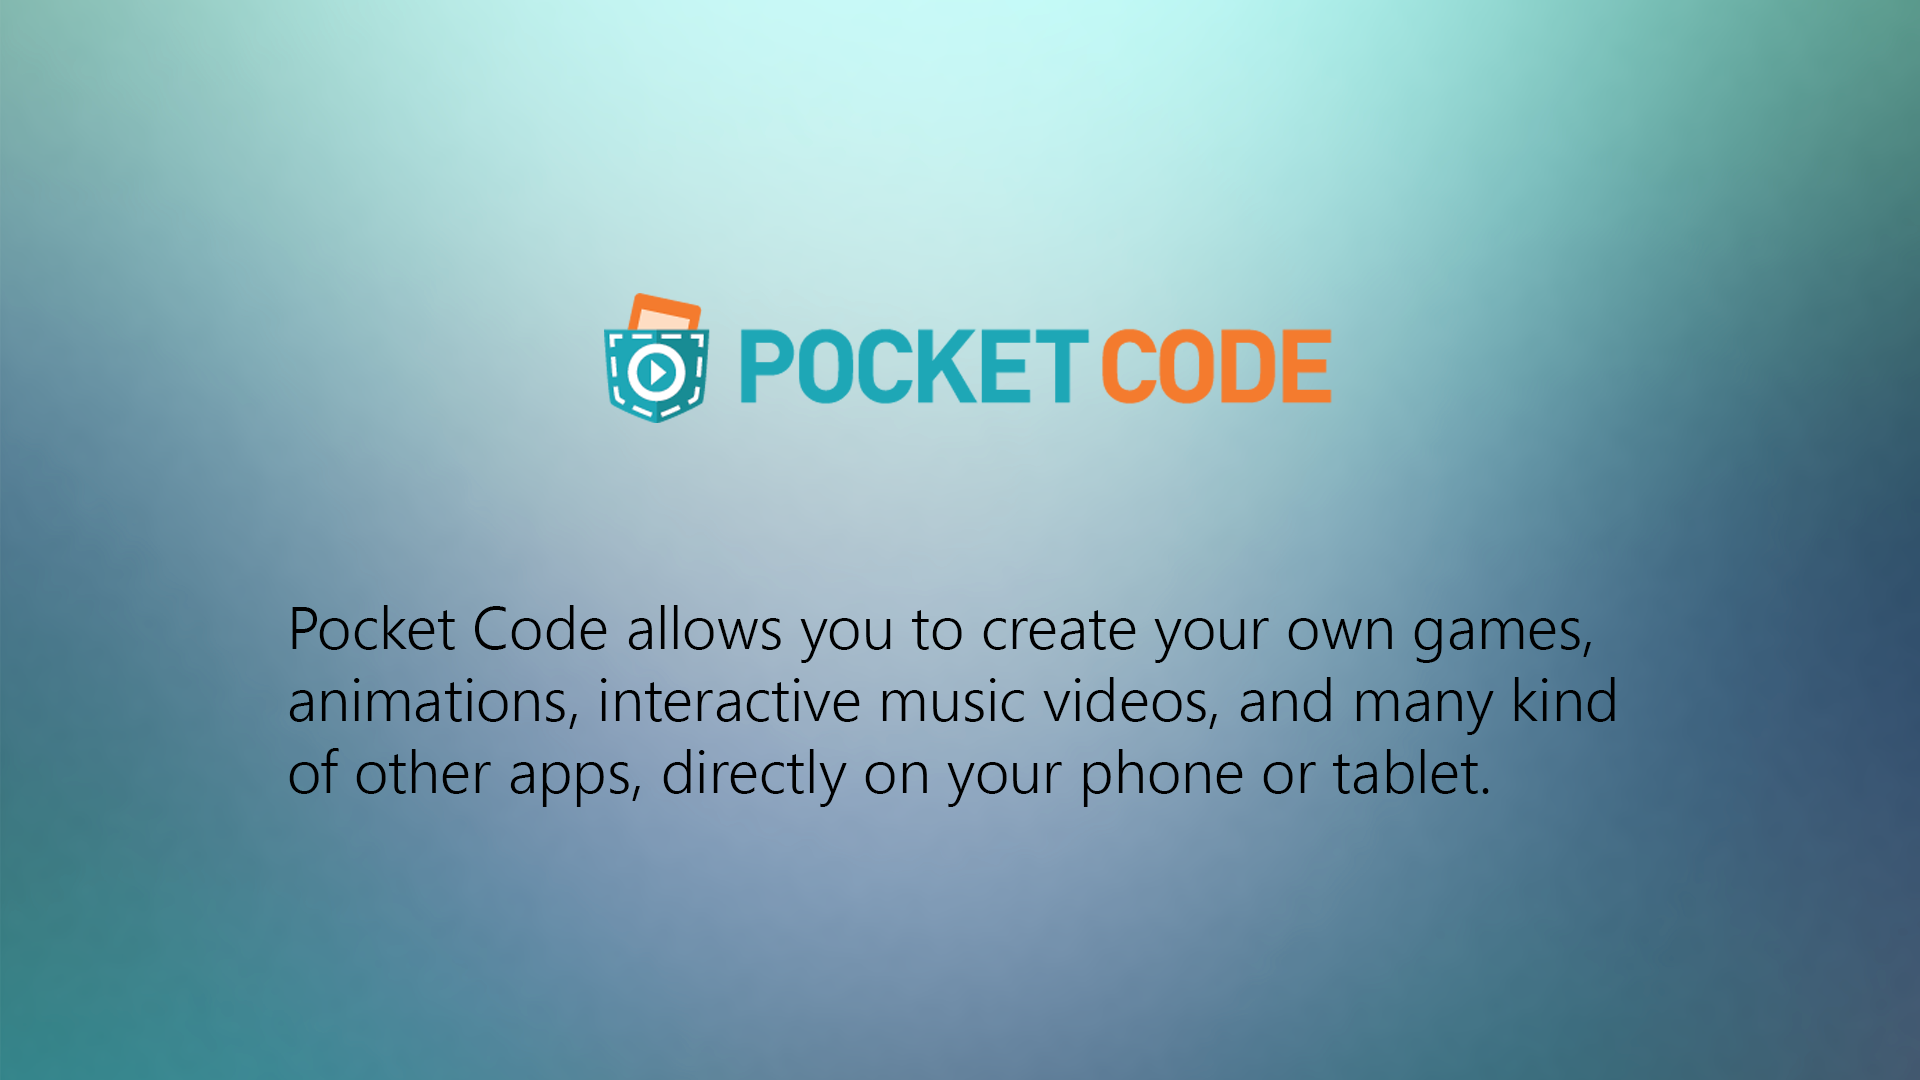 POCKET CODE
Pocket Code allows you to create your own games,
animations, interactive music videos, and many kind
of other apps, directly on your phone or tablet.